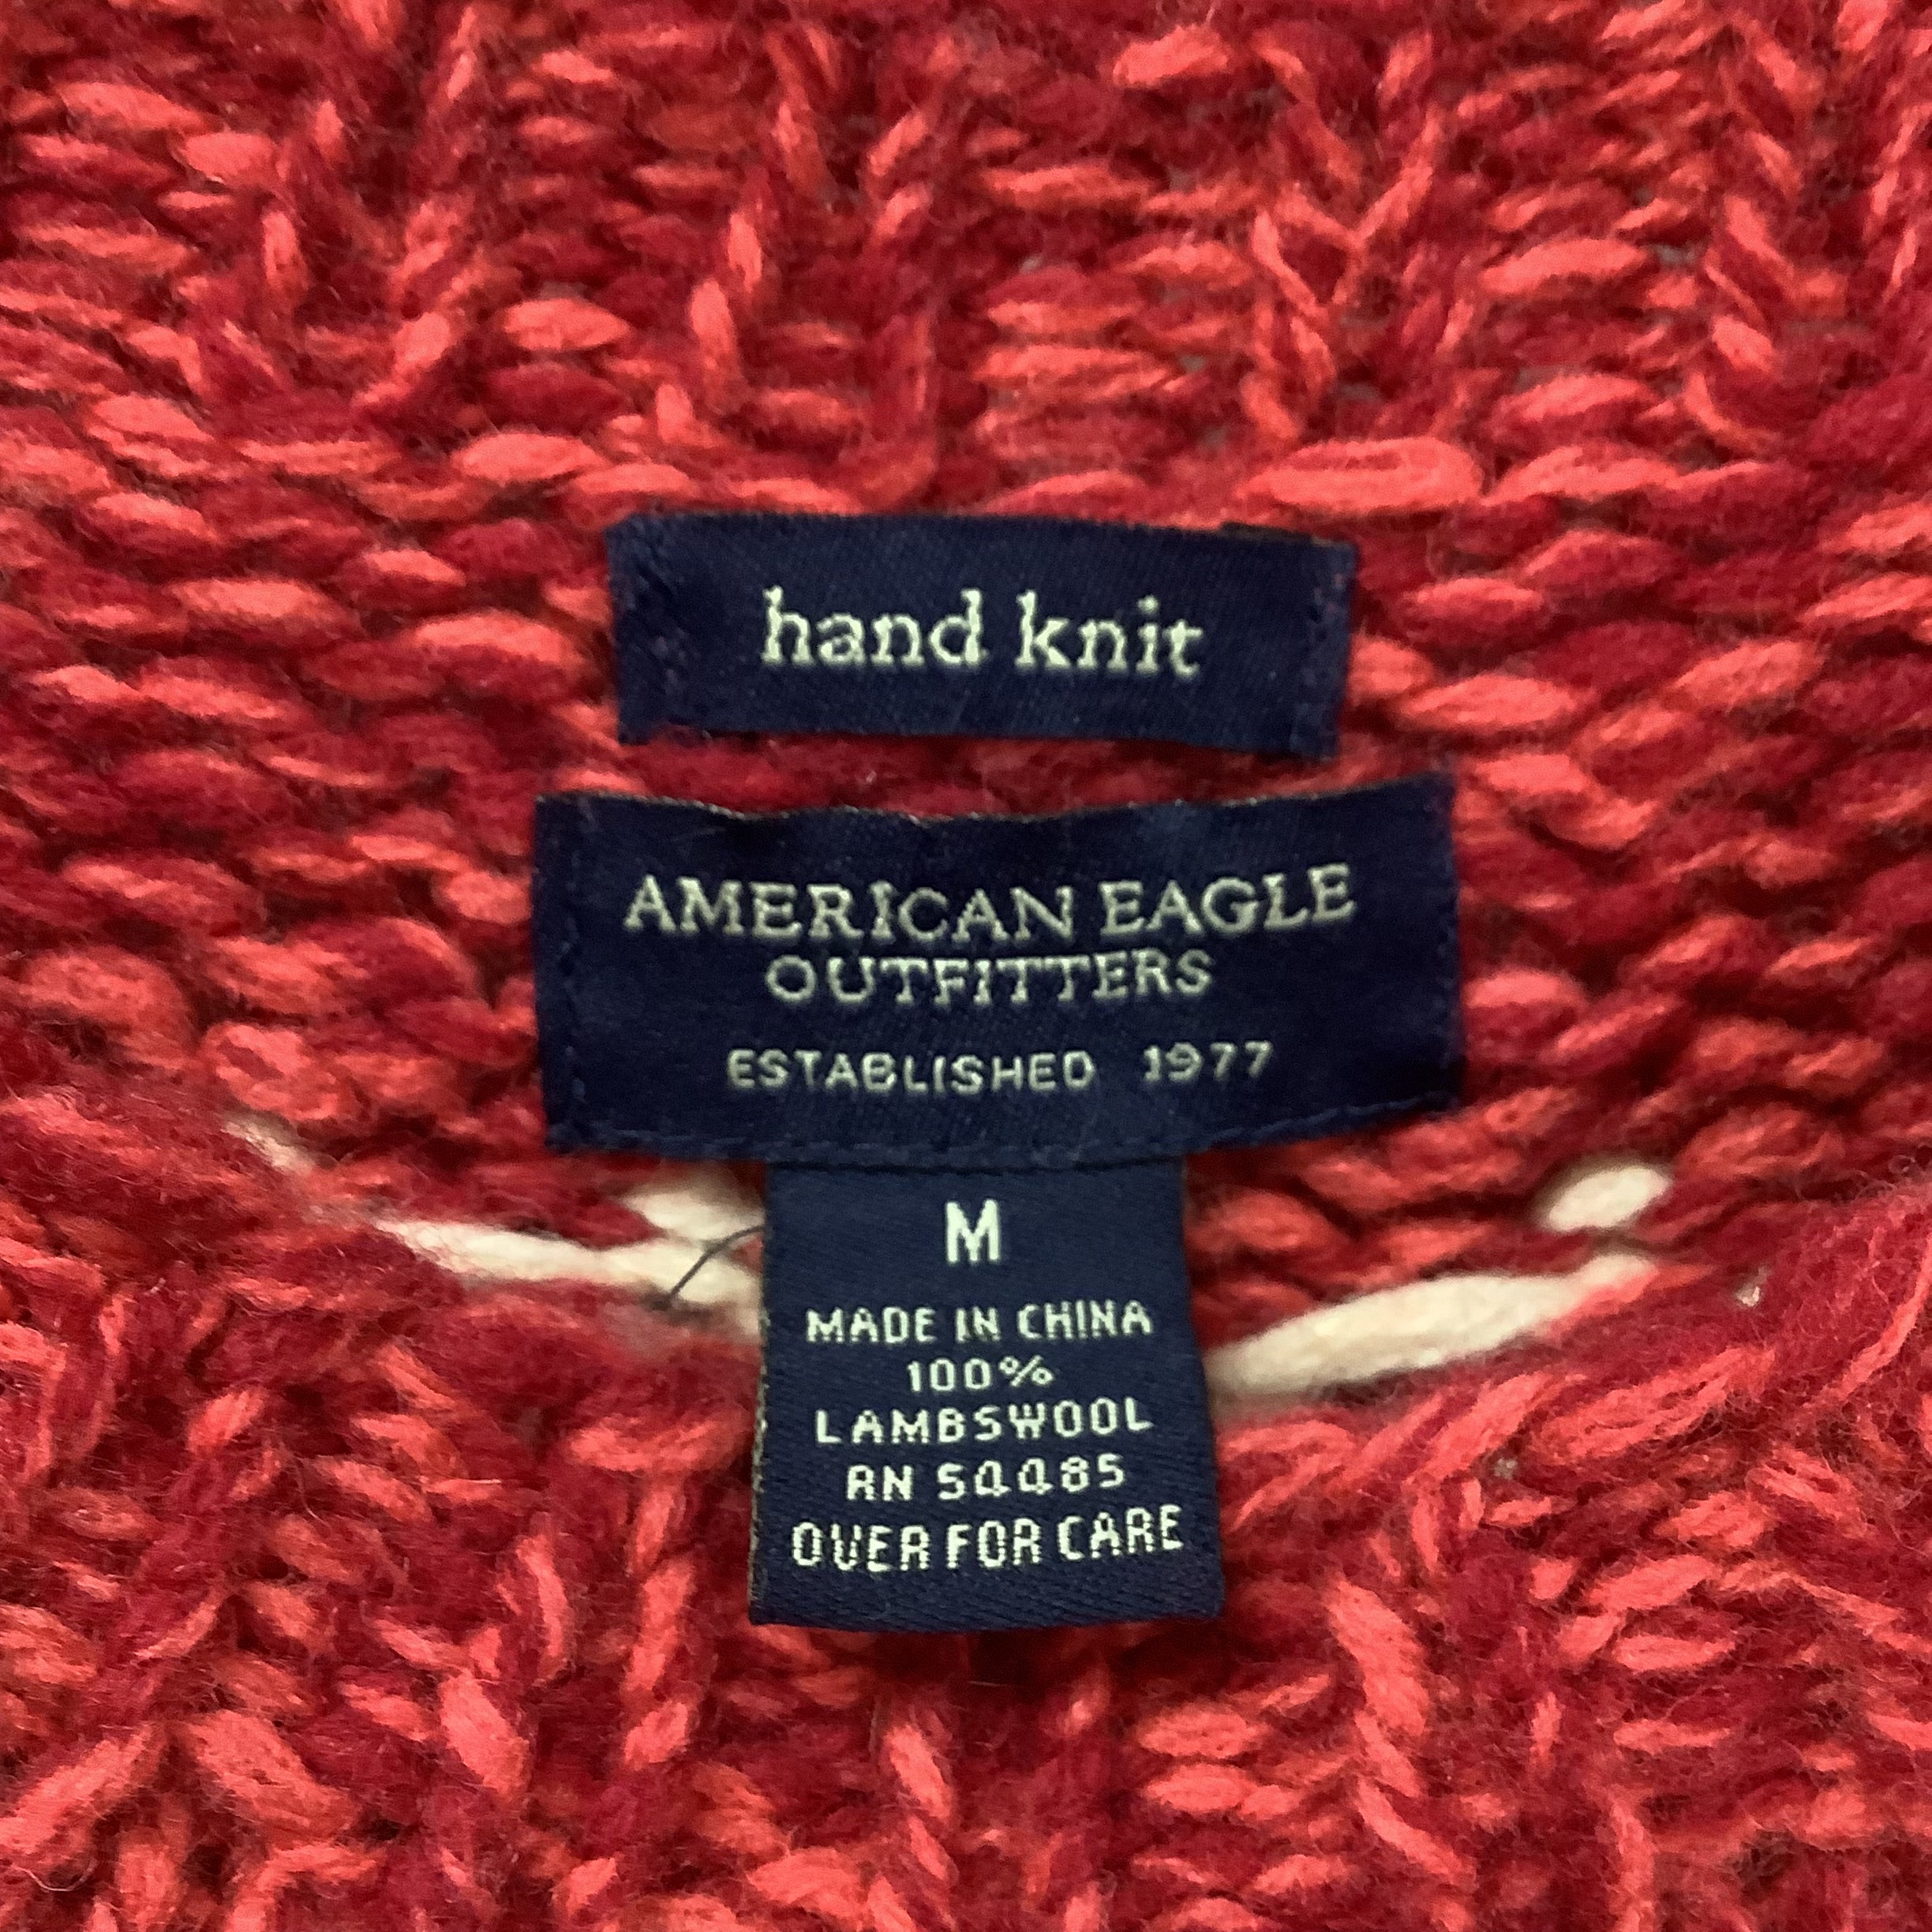 hand knit
AMERICAN EAGLE
OUTFITTERS
ESTABLISHED 1977
M
MADE IN CHINA
100%
LAMBSWOOL
RN 54485
OVER FOR CARE